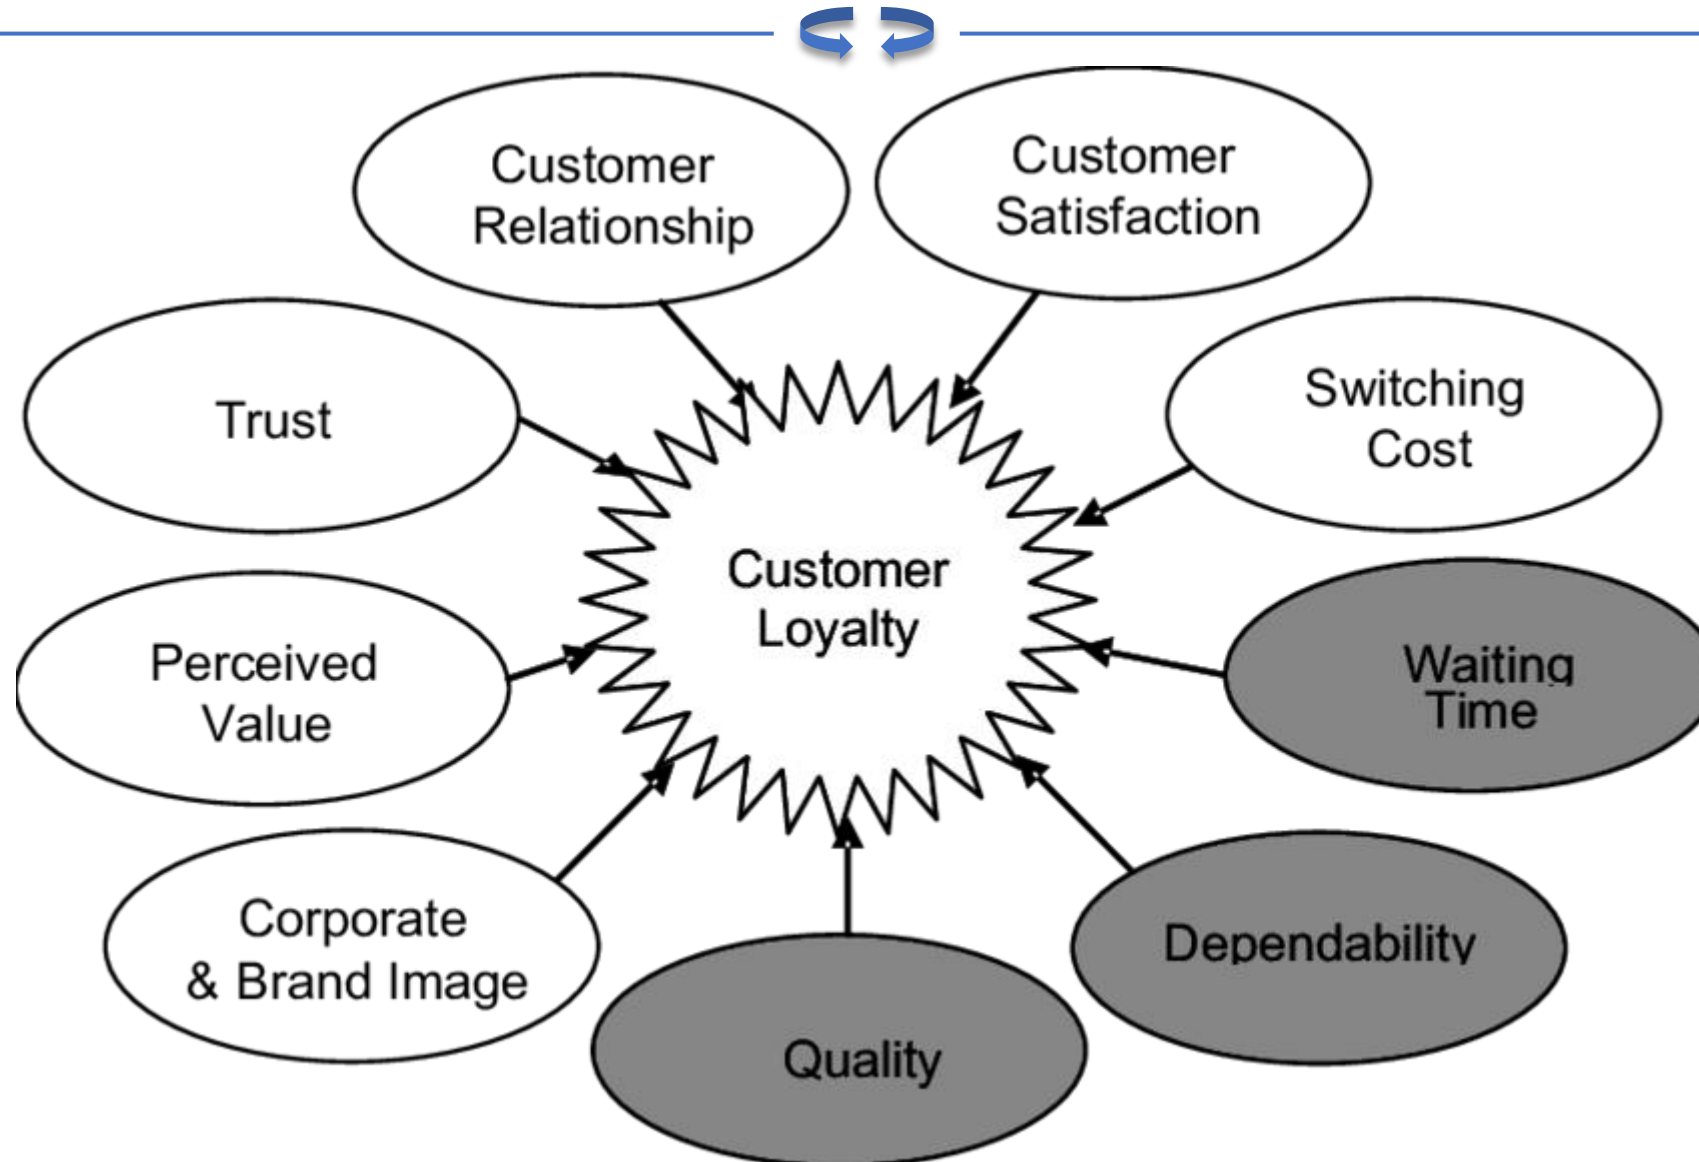 Customer
Relationship
Customer
Satisfaction
Trust
Switching
Cost
Customer
Loyalty
Perceived
Value
Waiting
Time
Corporate
& Brand Image
Dependability
Quality